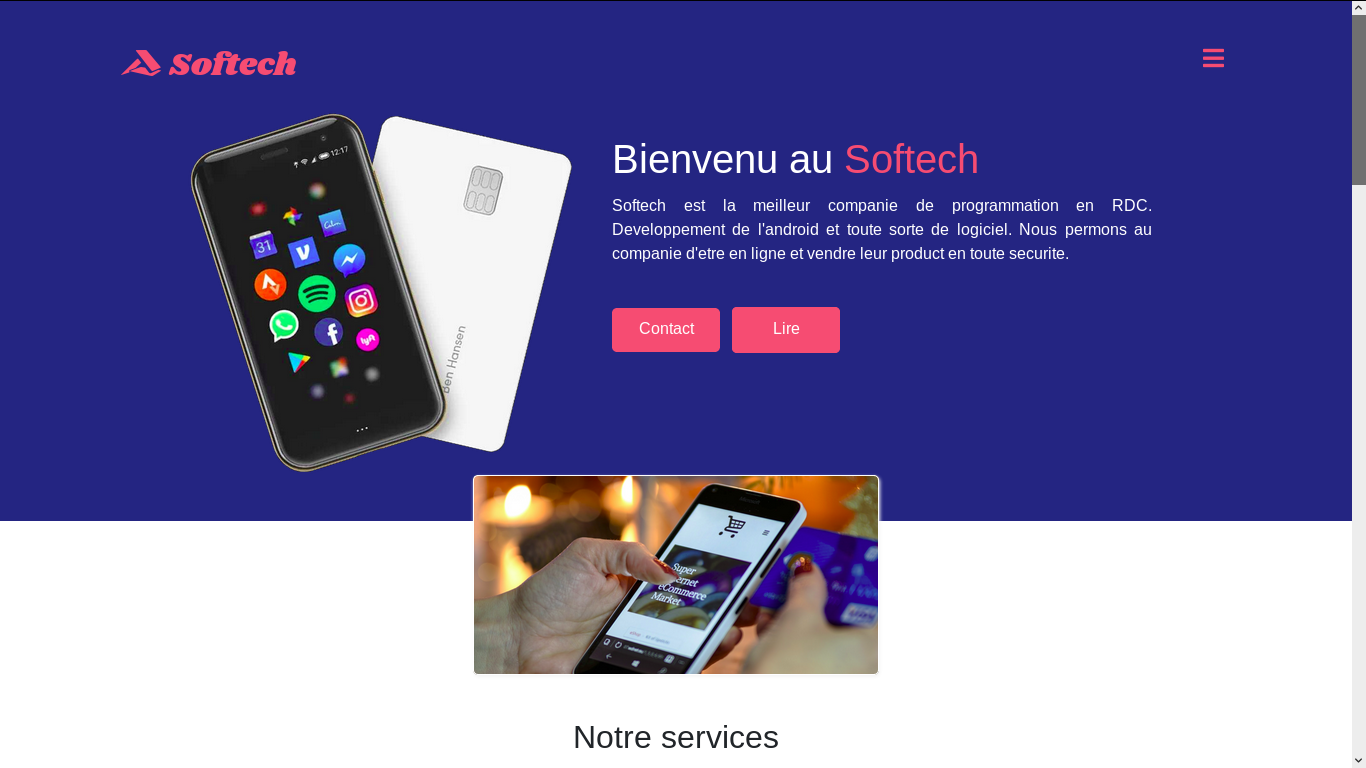 Softech
12:17
Bienvenu au Softech
Softech est la meilleur companie de programmation en RDC.
Developpement de l'android et toute sorte de logiciel. Nous permons au
companie d'etre en ligne et vendre leur product en toute securite.
31
Contact
Lire
Ben Hansen
lyft
Super
eCommerce
Market
Notre services